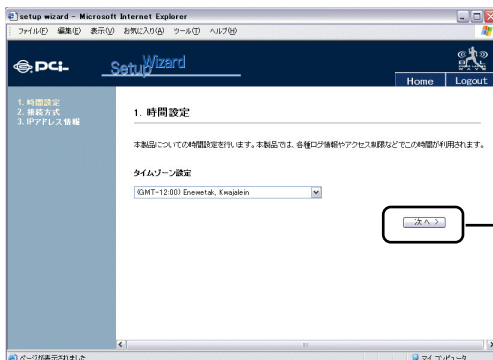 setup wizard - Microsoft Internet Explorer
ファイル(F) 編集(E) 表示(V) お気に入り(A) ツール(T) ヘルプ(H)
PCi
Setup Wizard
Home Logout
1. 時間設定
2. 接続方式
3. IPアドレス情報
1. 時間設定
本製品についての時間設定を行います。本製品では、各種ログ情報やアクセス制限などでこの時間が利用されます。
タイムゾーン設定
(GMT-12:00) Enewetak, Kwajalein
次へ >
ページが表示されました
マイ コンピュータ